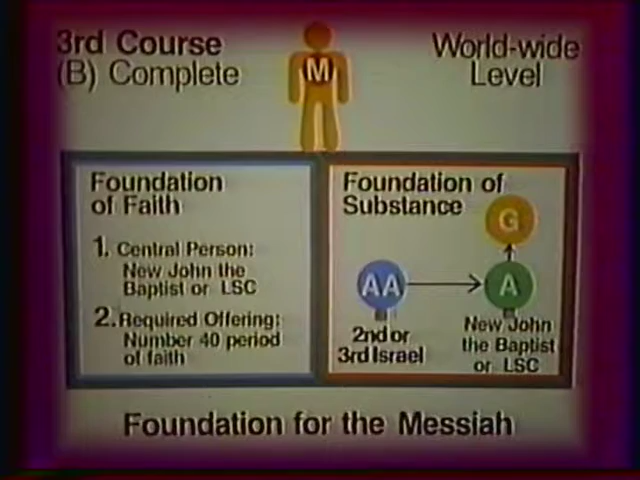 3rd Course
(B) Complete
M
World-wide
Level
Foundation
of Faith
1. Central Person:
New John the
Baptist or LSC
2. Required Offering:
Number 40 period
of faith
Foundation of
Substance
G
AA
A
2nd or
3rd Israel
New John
the Baptist
or LSC
Foundation for the Messiah